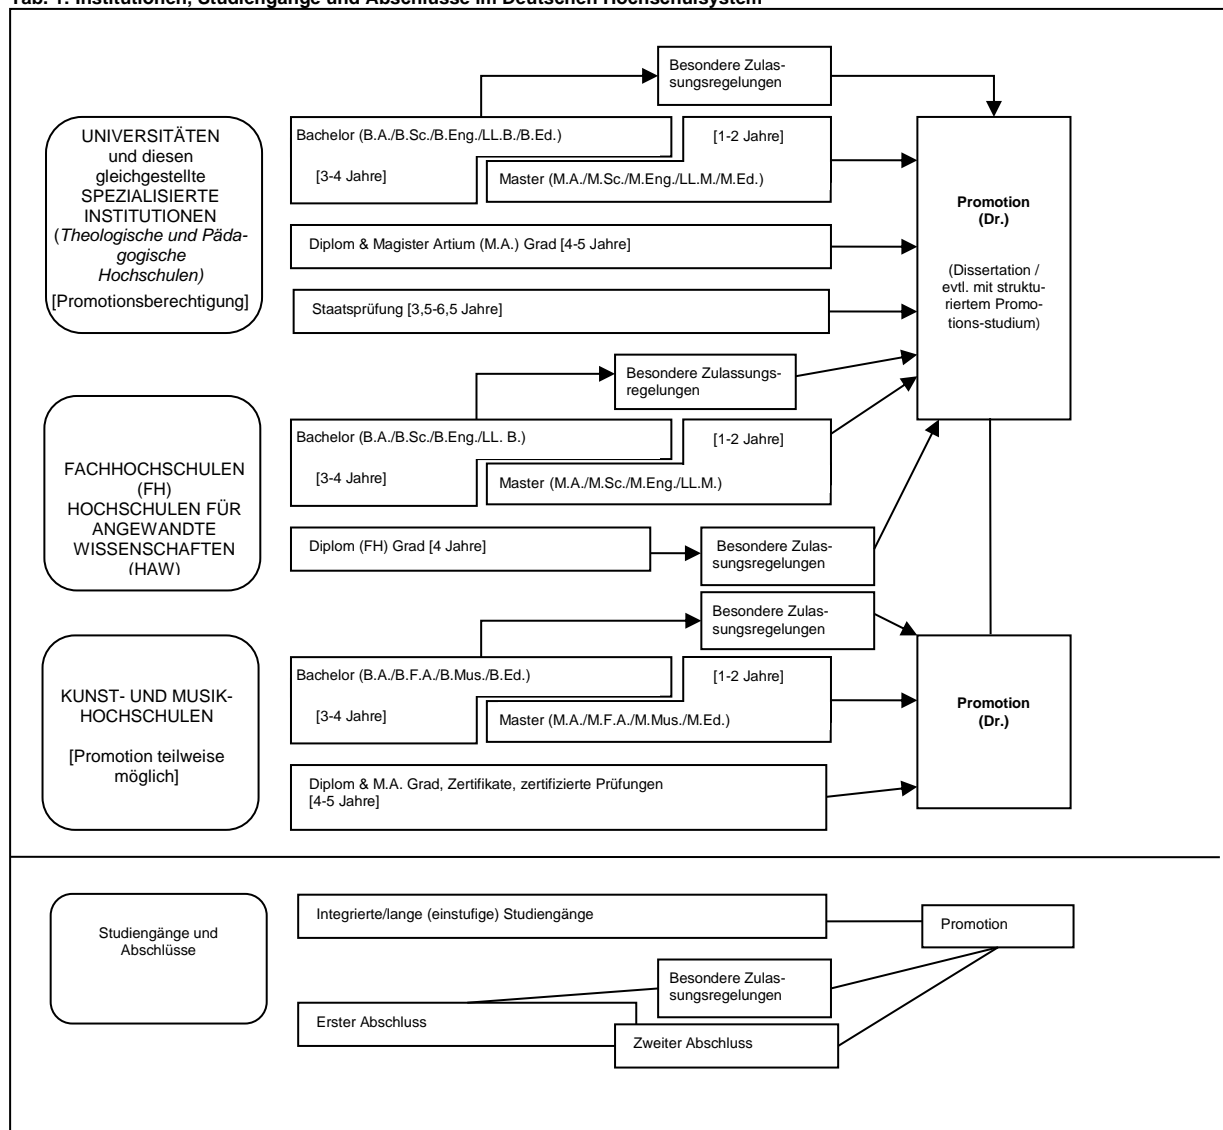 Tab. 1: Institutionen, Studiengänge und Abschlüsse im Deutschen Hochschulsystem
Besondere Zulas-
sungsregelungen
UNIVERSITÄTEN
und diesen
gleichgestellte
SPEZIALISIERTE
INSTITUTIONEN
(Theologische und Päda-
gogische
Hochschulen)
[Promotionsberechtigung]
Bachelor (B.A./B.Sc./B.Eng./LL.B./B.Ed.)
[3-4 Jahre]
[1-2 Jahre]
Master (M.A./M.Sc./M.Eng./LL.M./M.Ed.)
Diplom & Magister Artium (M.A.) Grad [4-5 Jahre]
Staatsprüfung [3,5-6,5 Jahre]
Promotion
(Dr.)
(Dissertation /
evtl. mit struktu-
riertem Promo-
tions-studium)
Besondere Zulassungs-
regelungen
FACHHOCHSCHULEN
(FH)
HOCHSCHULEN FÜR
ANGEWANDTE
WISSENSCHAFTEN
(HAW)
Bachelor (B.A./B.Sc./B.Eng./LL. B.)
[3-4 Jahre]
[1-2 Jahre]
Master (M.A./M.Sc./M.Eng./LL.M.)
Diplom (FH) Grad [4 Jahre]
Besondere Zulas-
sungsregelungen
Besondere Zulas-
sungsregelungen
KUNST- UND MUSIK-
HOCHSCHULEN
[Promotion teilweise
möglich]
Bachelor (B.A./B.F.A./B.Mus./B.Ed.)
[3-4 Jahre]
[1-2 Jahre]
Master (M.A./M.F.A./M.Mus./M.Ed.)
Diplom & M.A. Grad, Zertifikate, zertifizierte Prüfungen
[4-5 Jahre]
Promotion
(Dr.)
Studiengänge und
Abschlüsse
Integrierte/lange (einstufige) Studiengänge
Promotion
Besondere Zulas-
sungsregelungen
Erster Abschluss
Zweiter Abschluss